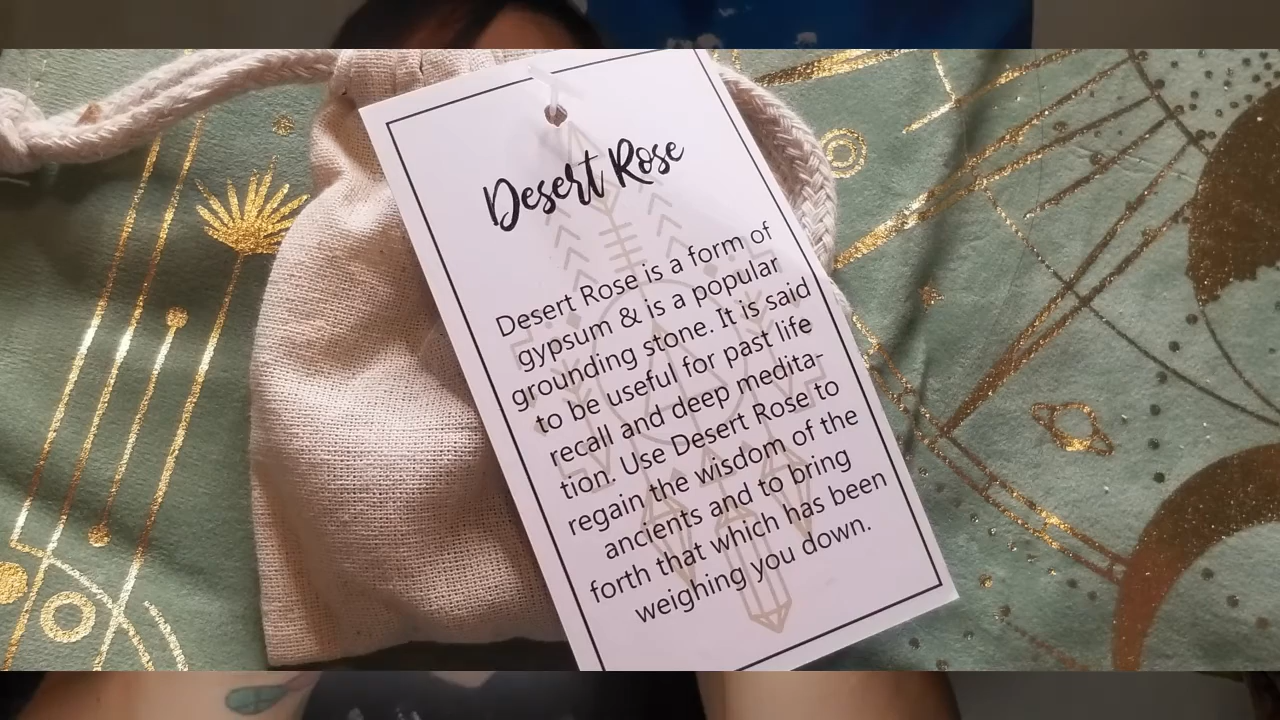 Desert Rose
Desert Rose is a form of
gypsum & is a popular
grounding stone. It is said
to be useful for past life
recall and deep medita-
tion. Use Desert Rose to
regain the wisdom of the
ancients and to bring
forth that which has been
weighing you down.